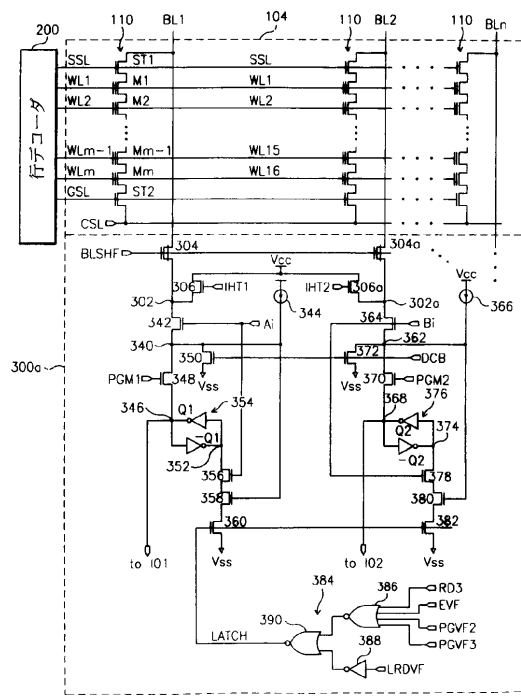 110 BL1 104 BL2 110 BLn
200 110
行デコーダ
SSL ST1 SSL
WL1 M1 WL1
WL2 M2 WL2
WLm-1 Mm-1 WL15
WLm Mm WL16
GSL ST2
CSL
BLSHF 304 304a
Vcc Vcc
302 306 IHT1 IHT2 306a 302a 366
344
342 Ai 364 Bi
340 362
350 372 DCB
Vss Vss
PGM1 348 370 PGM2
346 Q1 354 368 376
Q2 374
352 -Q1 -Q2
356 378
358 380
360 382
300a
to IO1 Vss to IO2 Vss
384 386 RD3
390 EVF
PGVF2
LATCH 388 PGVF3
LRDVF